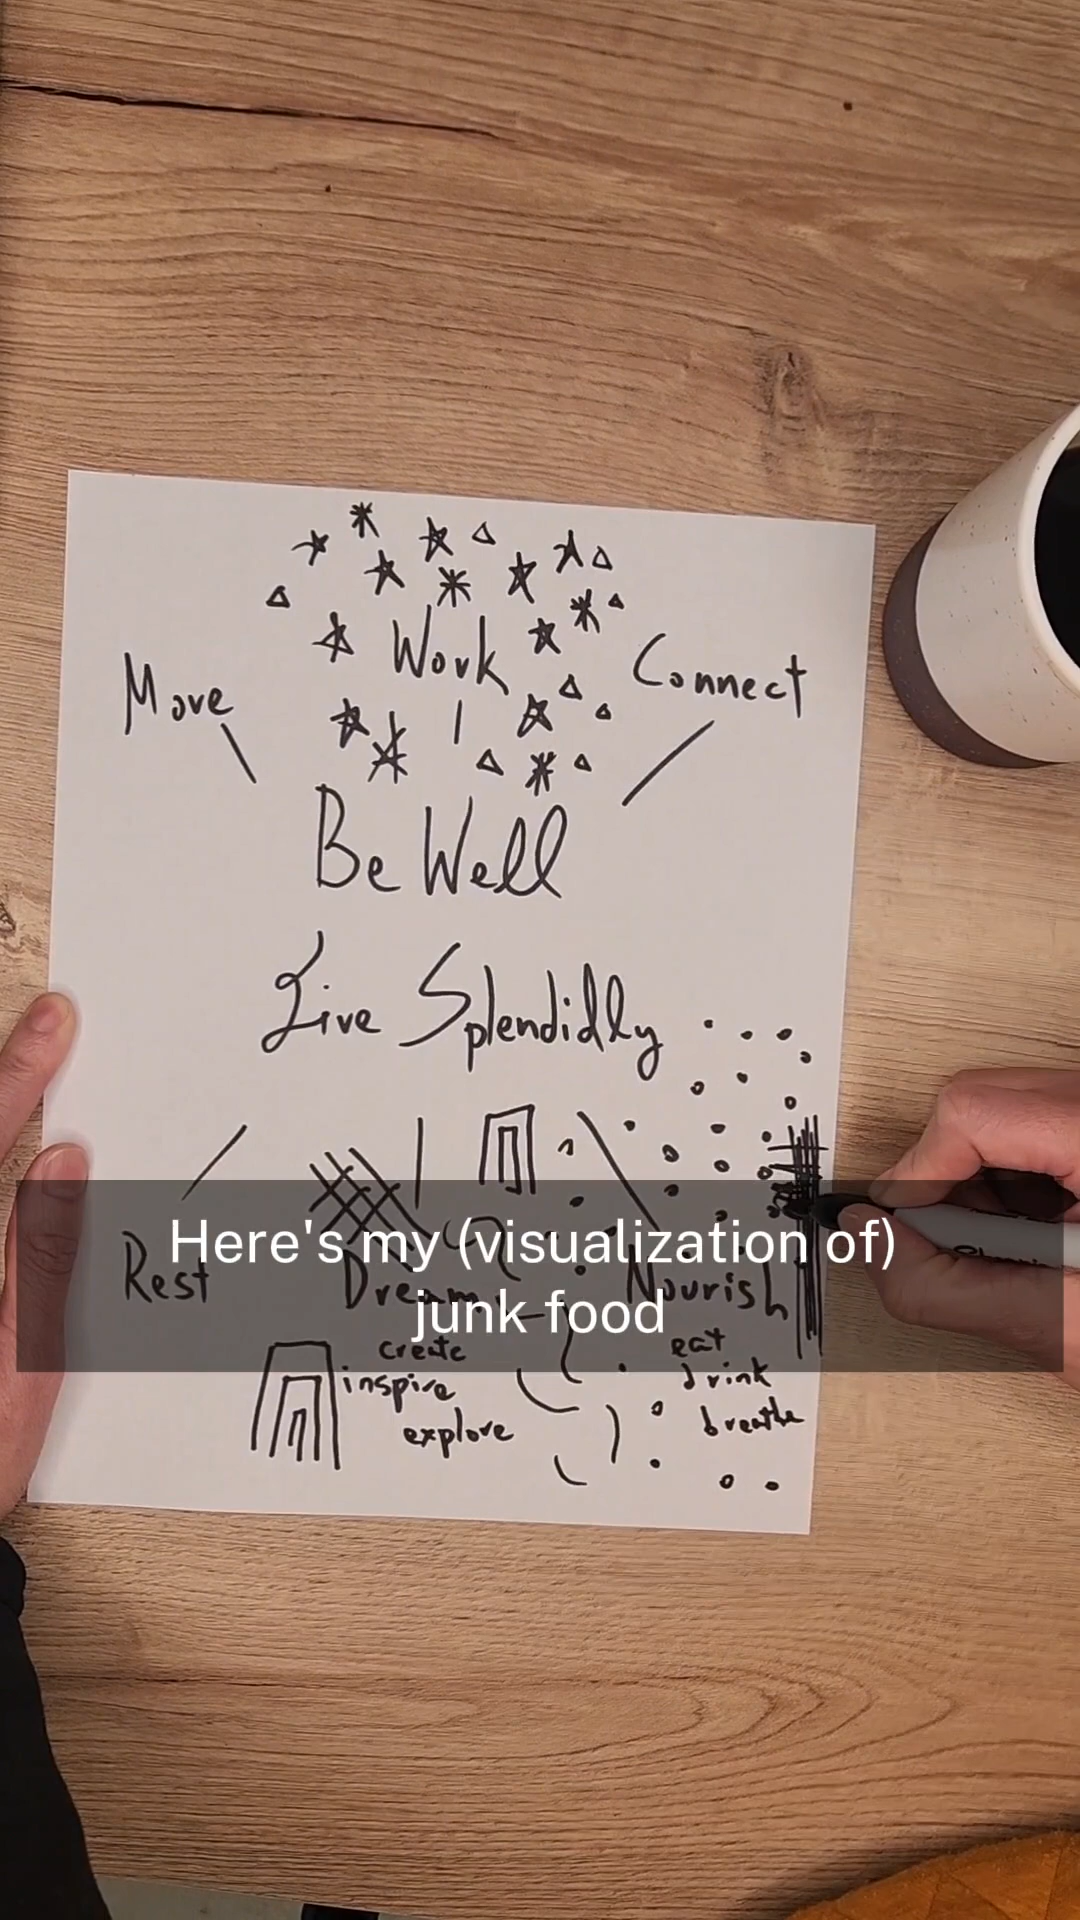 Work
Connect
Move
Be Well
Live Splendidly
Here's my (visualization of)
junk food
Rest
Dream
Nourish
create
inspire
explore
eat
drink
breathe